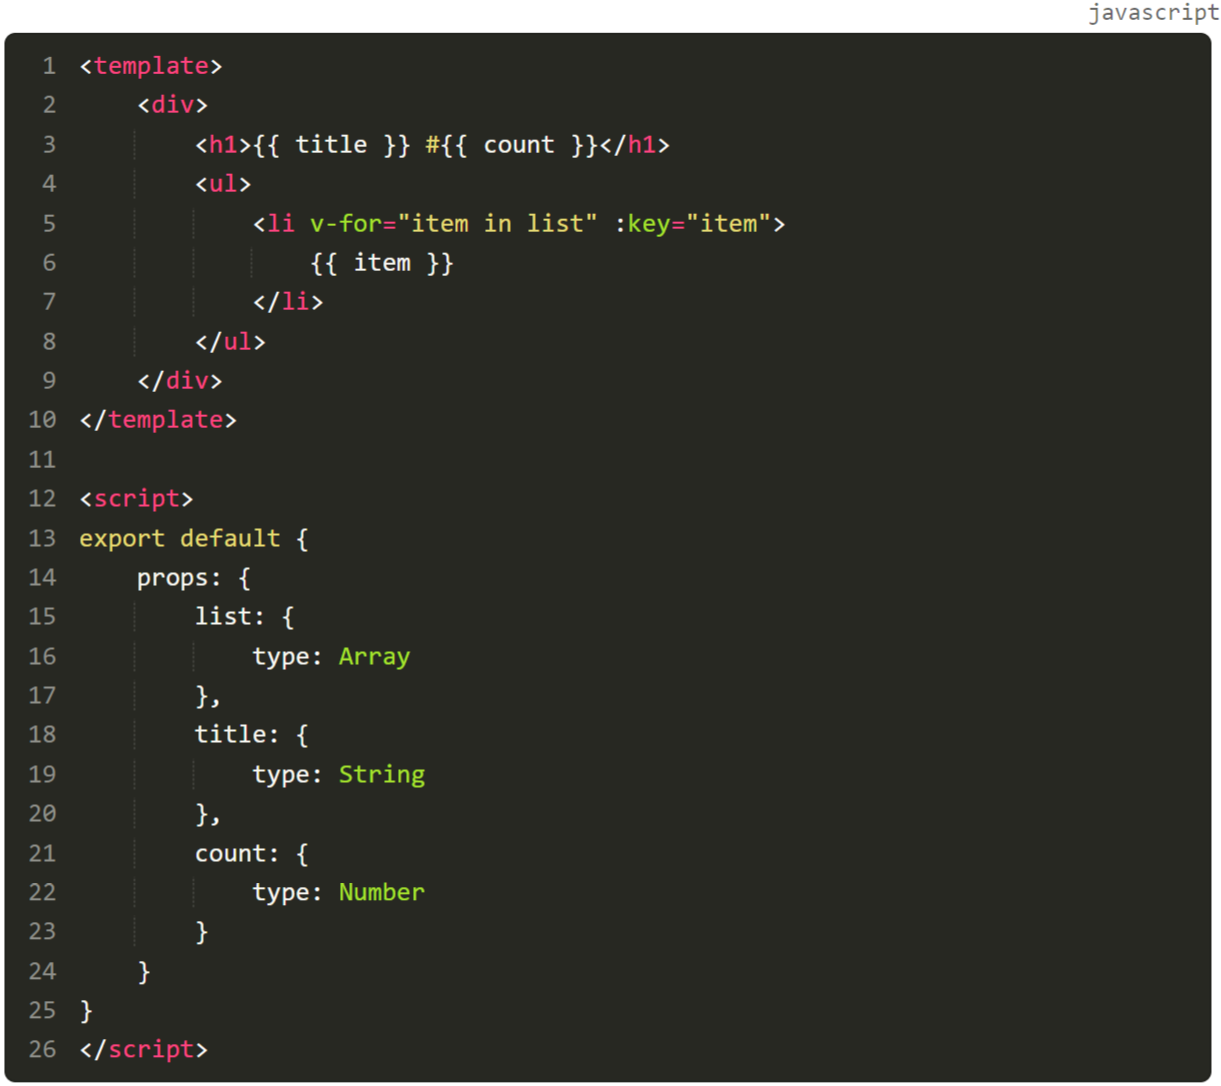 javascript
1 <template>
2     <div>
3         <h1>{{ title }} #{{ count }}</h1>
4         <ul>
5             <li v-for="item in list" :key="item">
6                 {{ item }}
7             </li>
8         </ul>
9     </div>
10 </template>
11
12 <script>
13 export default {
14     props: {
15         list: {
16             type: Array
17         },
18         title: {
19             type: String
20         },
21         count: {
22             type: Number
23         }
24     }
25 }
26 </script>